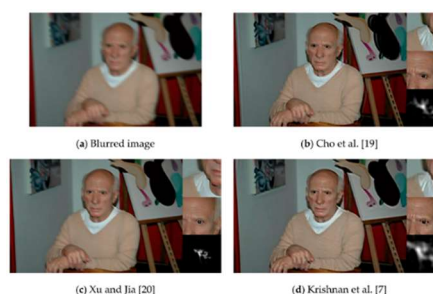 (a) Blurred image
(b) Cho et al. [19]
(c) Xu and Jia [20]
(d) Krishnan et al. [7]